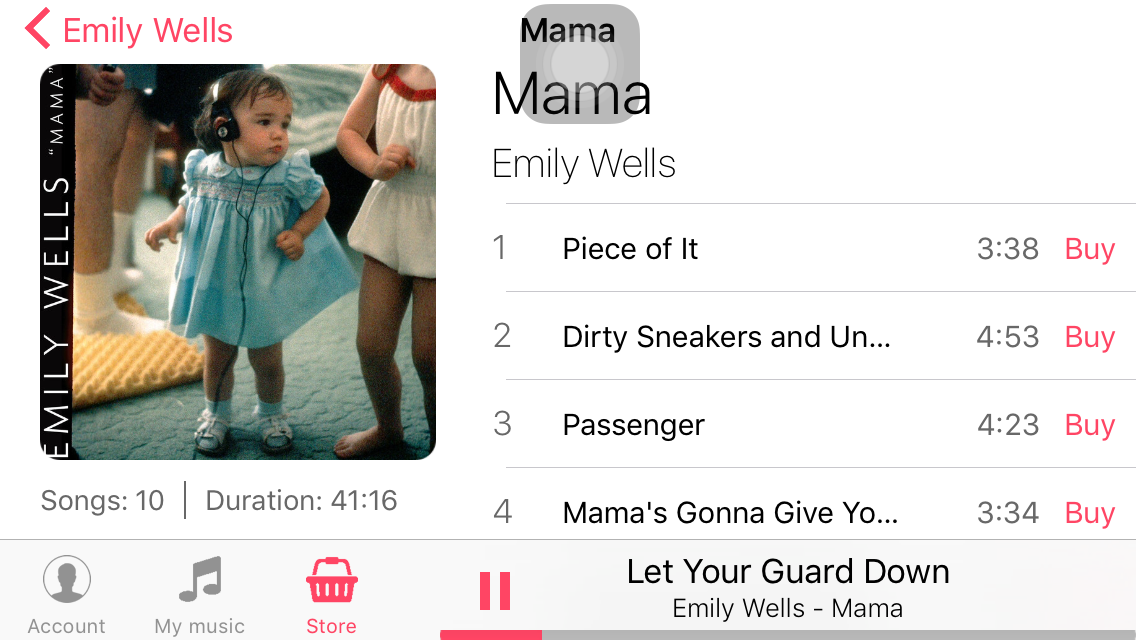 Emily Wells
Mama
EMILY WELLS "MAMA"
Mama
Emily Wells
1 Piece of It 3:38 Buy
2 Dirty Sneakers and Un... 4:53 Buy
3 Passenger 4:23 Buy
4 Mama's Gonna Give Yo... 3:34 Buy
Songs: 10 | Duration: 41:16
Account
My music
Store
Let Your Guard Down
Emily Wells - Mama